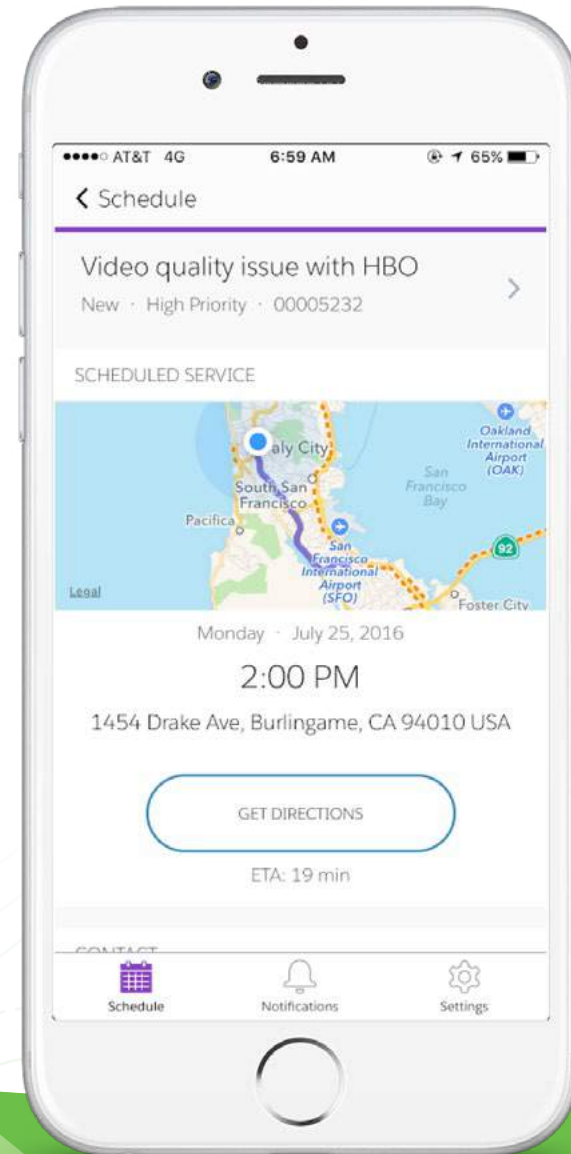 AT&T 4G 6:59 AM 65%
Schedule
Video quality issue with HBO
New · High Priority · 00005232
SCHEDULED SERVICE
aly City
Oakland
International
Airport
(OAK)
San
Francisco
Bay
South San
Francisco
Pacifica
92
San
Francisco
International
Airport
(SFO)
Legal
Foster City
Monday · July 25, 2016
2:00 PM
1454 Drake Ave, Burlingame, CA 94010 USA
GET DIRECTIONS
ETA: 19 min
CONTACT
Schedule Notifications Settings